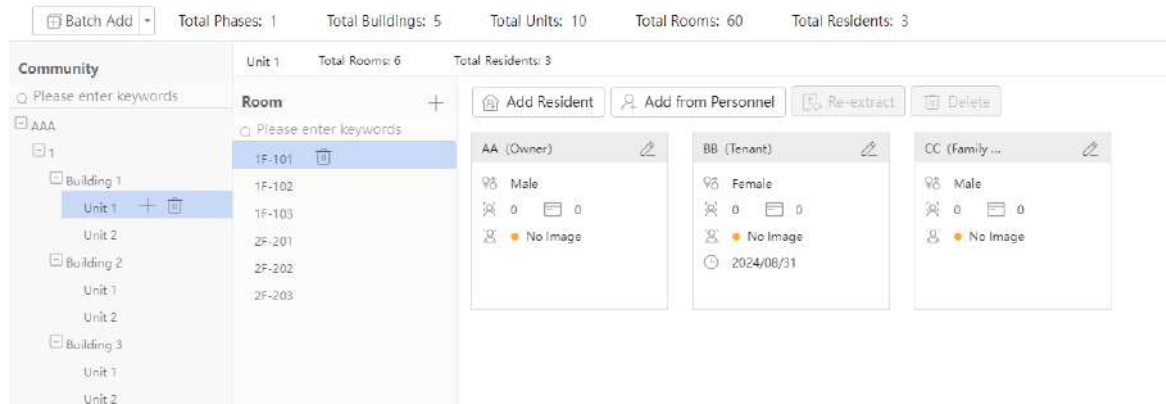 Batch Add Total Phases: 1 Total Buildings: 5 Total Units: 10 Total Rooms: 60 Total Residents: 3
Community
Please enter keywords
AAA
1
Building 1
Unit 1
Unit 2
Building 2
Unit 1
Unit 2
Building 3
Unit 1
Unit 2
Unit 1 Total Rooms: 6 Total Residents: 3
Room
Please enter keywords
1F-101
1F-102
1F-103
2F-201
2F-202
2F-203
Add Resident Add from Personnel Re-extract Delete
AA (Owner)
Male
0 0
No Image
BB (Tenant)
Female
0 0
No Image
2024/08/31
CC (Family ...
Male
0 0
No Image